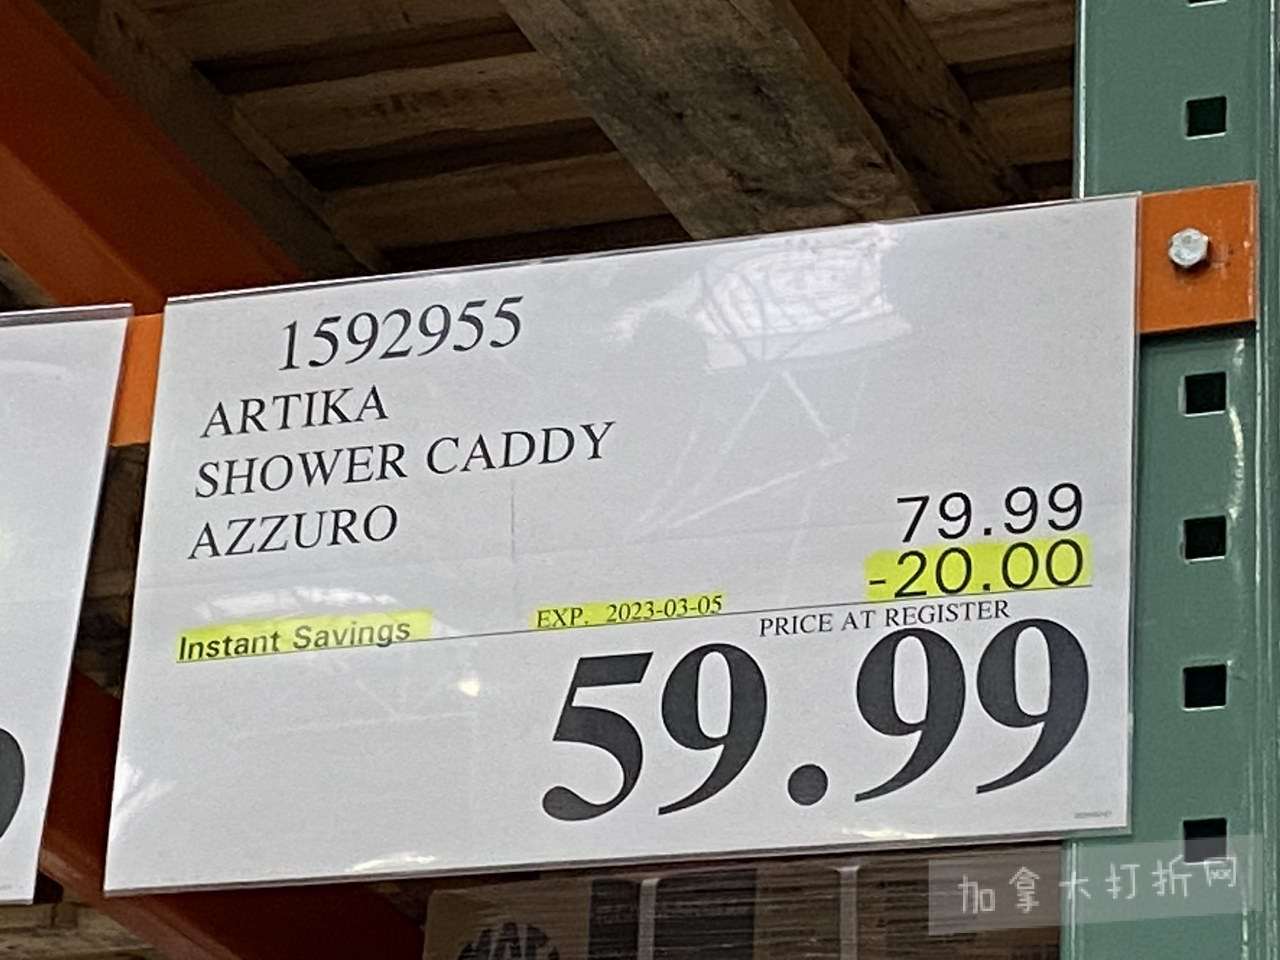 1592955
ARTIKA
SHOWER CADDY
AZZURO
79.99
-20.00
Instant Savings
EXP. 2023-03-05
PRICE AT REGISTER
59.99
加拿大打折网